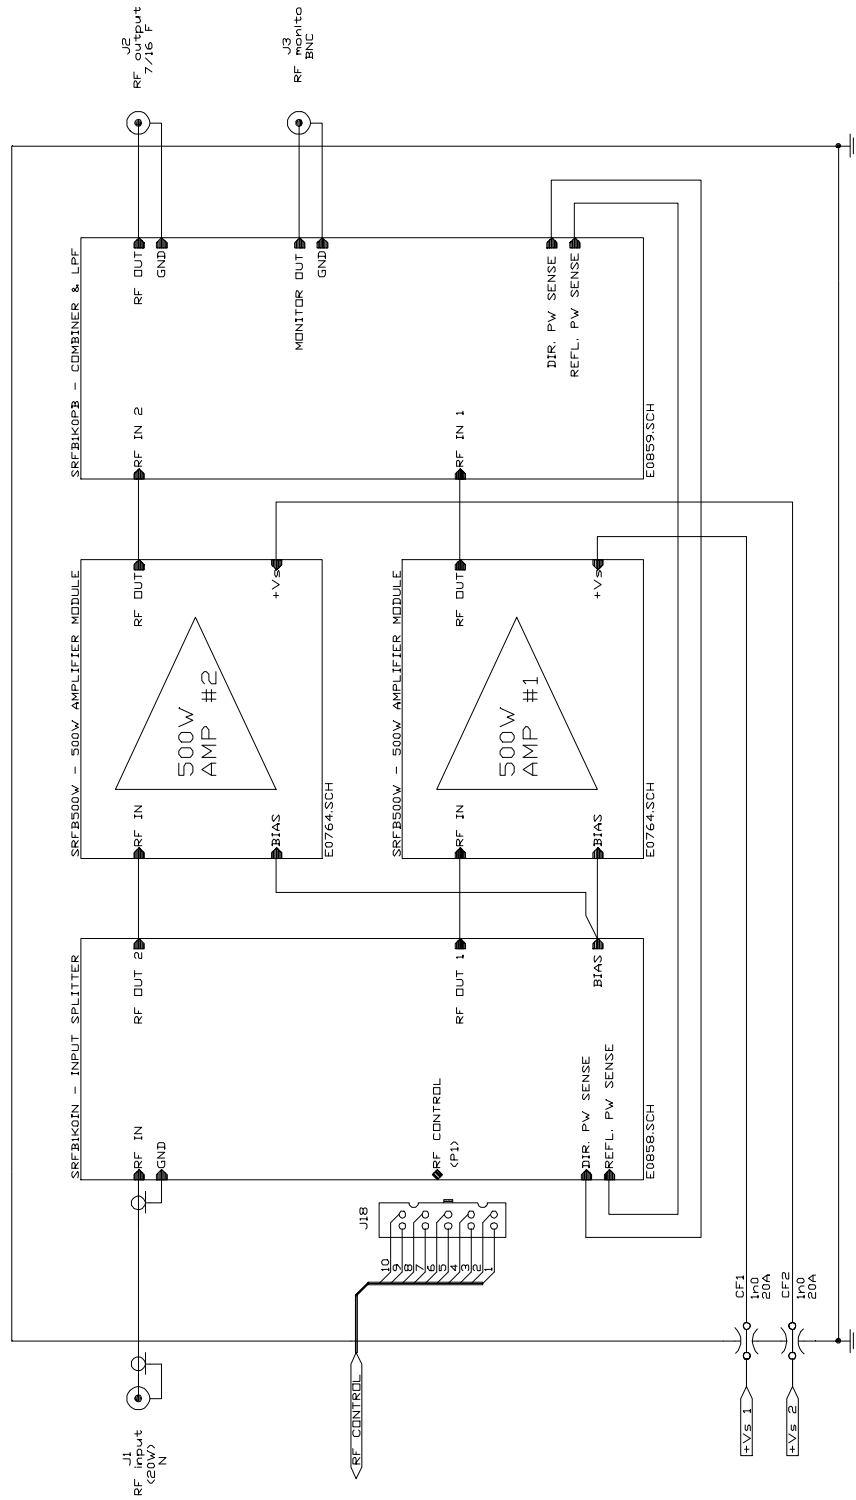 J1
RF input
(20W)
N
SRFB1K0IN - INPUT SPLITTER
RF IN
GND
RF OUT 2
RF CONTROL
(P1)
RF OUT 1
DIR. PW SENSE
REFL. PW SENSE
BIAS
E0858.SCH
J18
10
9
8
7
6
5
4
3
2
1
RF CONTROL
SRFB500W - 500W AMPLIFIER MODULE
RF IN
RF OUT
500W
AMP #2
BIAS
+Vs
E0764.SCH
SRFB500W - 500W AMPLIFIER MODULE
RF IN
RF OUT
500W
AMP #1
BIAS
+Vs
E0764.SCH
SRFB1K0PB - COMBINER & LPF
RF IN 2
RF OUT
GND
MONITOR OUT
GND
RF IN 1
DIR. PW SENSE
REFL. PW SENSE
E0859.SCH
J2
RF output
7/16 F
J3
RF monito
BNC
+Vs 1
CF1
1n0
20A
+Vs 2
CF2
1n0
20A